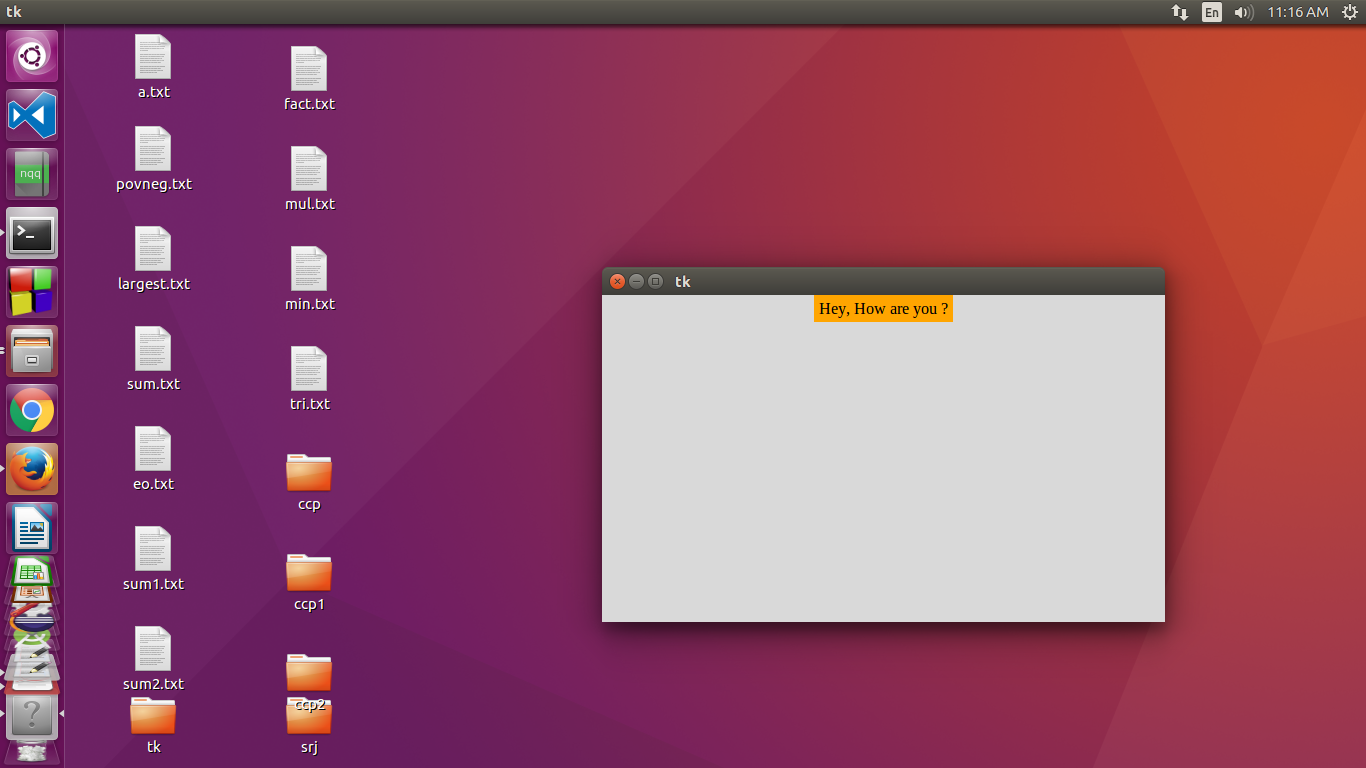 tk
En
11:16 AM
a.txt
fact.txt
povneg.txt
mul.txt
largest.txt
min.txt
sum.txt
tri.txt
eo.txt
ccp
sum1.txt
ccp1
sum2.txt
ccp2
tk
srj
nqq
>_
?
tk
Hey, How are you ?